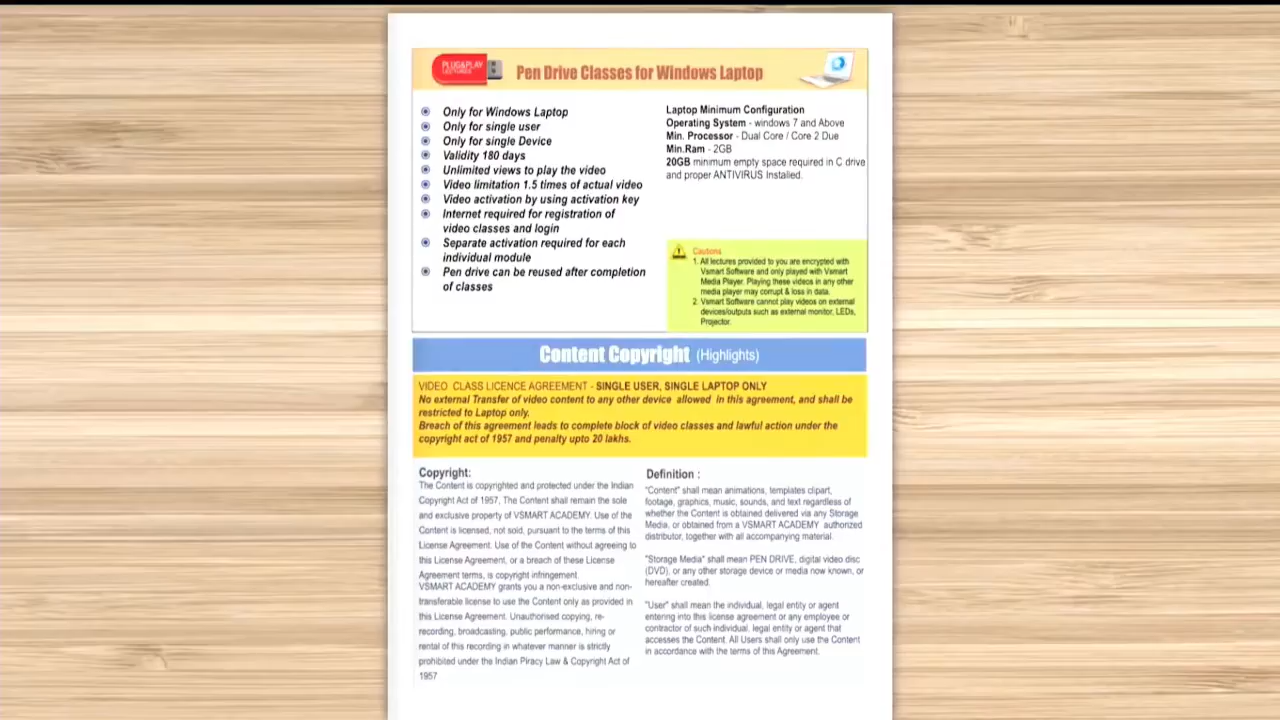 PLUG&PLAY
LECTURES
Pen Drive Classes for Windows Laptop
Only for Windows Laptop
Only for single user
Only for single Device
Validity 180 days
Unlimited views to play the video
Video limitation 1.5 times of actual video
Video activation by using activation key
Internet required for registration of
video classes and login
Separate activation required for each
individual module
Pen drive can be reused after completion
of classes
Laptop Minimum Configuration
Operating System - windows 7 and Above
Min. Processor - Dual Core / Core 2 Due
Min.Ram - 2GB
20GB minimum empty space required in C drive
and proper ANTIVIRUS Installed.
Cautions
1. All lectures provided to you are encrypted with
Vsmart Software and only played with Vsmart
Media Player. Playing these videos in any other
media player may corrupt & loss in data.
2. Vsmart Software cannot play videos on external
devices/outputs such as external monitor, LEDs,
Projector.
Content Copyright (Highlights)
VIDEO CLASS LICENCE AGREEMENT - SINGLE USER, SINGLE LAPTOP ONLY
No external Transfer of video content to any other device allowed in this agreement, and shall be
restricted to Laptop only.
Breach of this agreement leads to complete block of video classes and lawful action under the
copyright act of 1957 and penalty upto 20 lakhs.
Copyright:
The Content is copyrighted and protected under the Indian
Copyright Act of 1957. The Content shall remain the sole
and exclusive property of VSMART ACADEMY. Use of the
Content is licensed, not sold, pursuant to the terms of this
License Agreement. Use of the Content without agreeing to
this License Agreement, or a breach of these License
Agreement terms, is copyright infringement.
VSMART ACADEMY grants you a non-exclusive and non-
transferable license to use the Content only as provided in
this License Agreement. Unauthorised copying, re-
recording, broadcasting, public performance, hiring or
rental of this recording in whatever manner is strictly
prohibited under the Indian Piracy Law & Copyright Act of
1957
Definition :
"Content" shall mean animations, templates clipart,
footage, graphics, music, sounds, and text regardless of
whether the Content is obtained delivered via any Storage
Media, or obtained from a VSMART ACADEMY authorized
distributor, together with all accompanying material.
"Storage Media" shall mean PEN DRIVE, digital video disc
(DVD), or any other storage device or media now known, or
hereafter created.
"User" shall mean the individual, legal entity or agent
entering into this license agreement or any employee or
contractor of such individual, legal entity or agent that
accesses the Content. All Users shall only use the Content
in accordance with the terms of this Agreement.